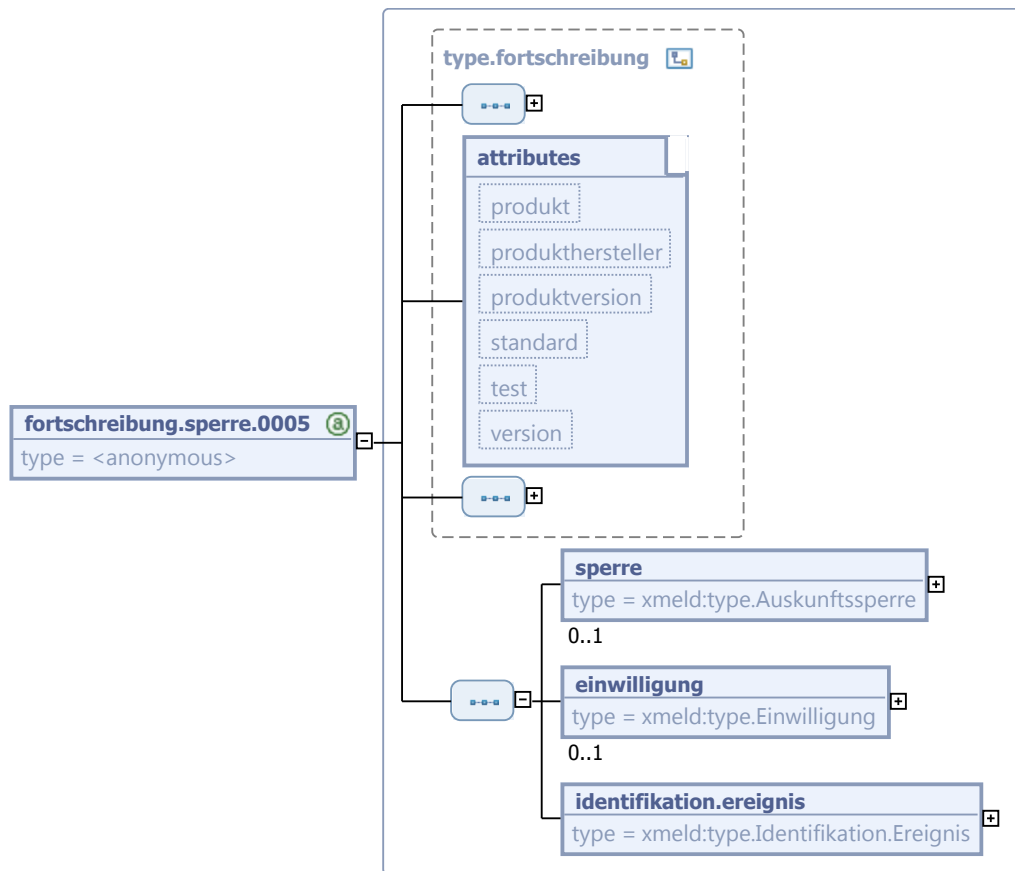 type.fortschreibung
attributes
produkt
produkthersteller
produktversion
standard
test
version
fortschreibung.sperre.0005 a
type = <anonymous>
sperre
type = xmeld:type.Auskunftssperre
0..1
einwilligung
type = xmeld:type.Einwilligung
0..1
identifikation.ereignis
type = xmeld:type.Identifikation.Ereignis